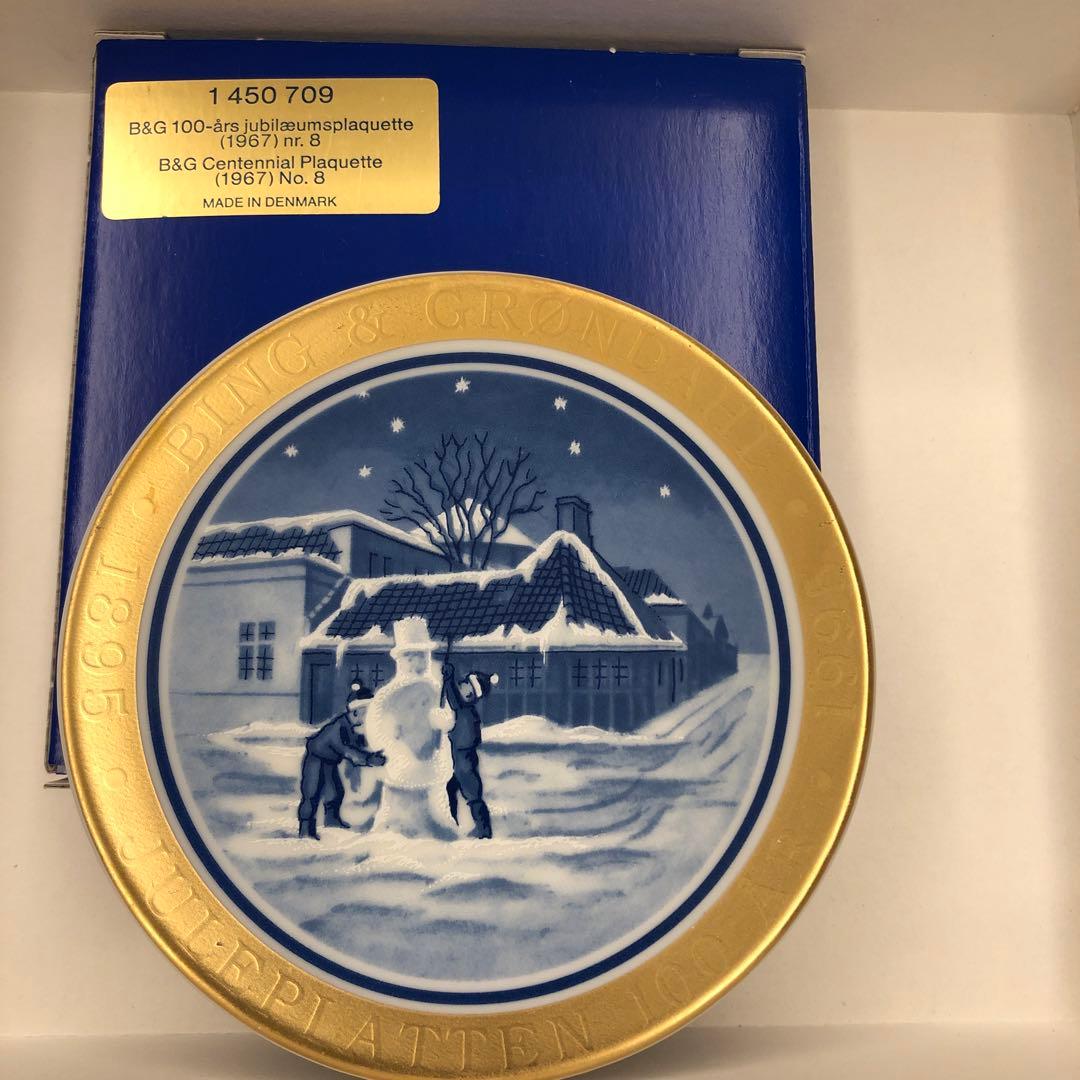 1 450 709
B&G 100-års jubilæumsplaquette
(1967) nr. 8
B&G Centennial Plaquette
(1967) No. 8
MADE IN DENMARK
BING & GRØNDAHL · 1995 ·
JULEPLATTEN 100 ÅR
· 1895 ·